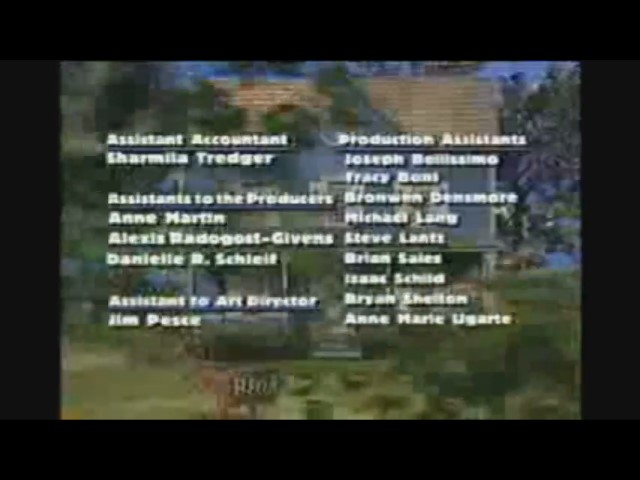 Assistant Accountant
Sharmila Tredger
Assistants to the Producers
Anne Martin
Alexis Radogost-Givens
Danielle R. Schleif
Assistant to Art Director
Jim Pesce
Production Assistants
Joseph Bellissimo
Tracy Boni
Bronwen Densmore
Michael Lang
Steve Lantz
Brian Sales
Isaac Schild
Bryan Shelton
Anne Marie Ugarte